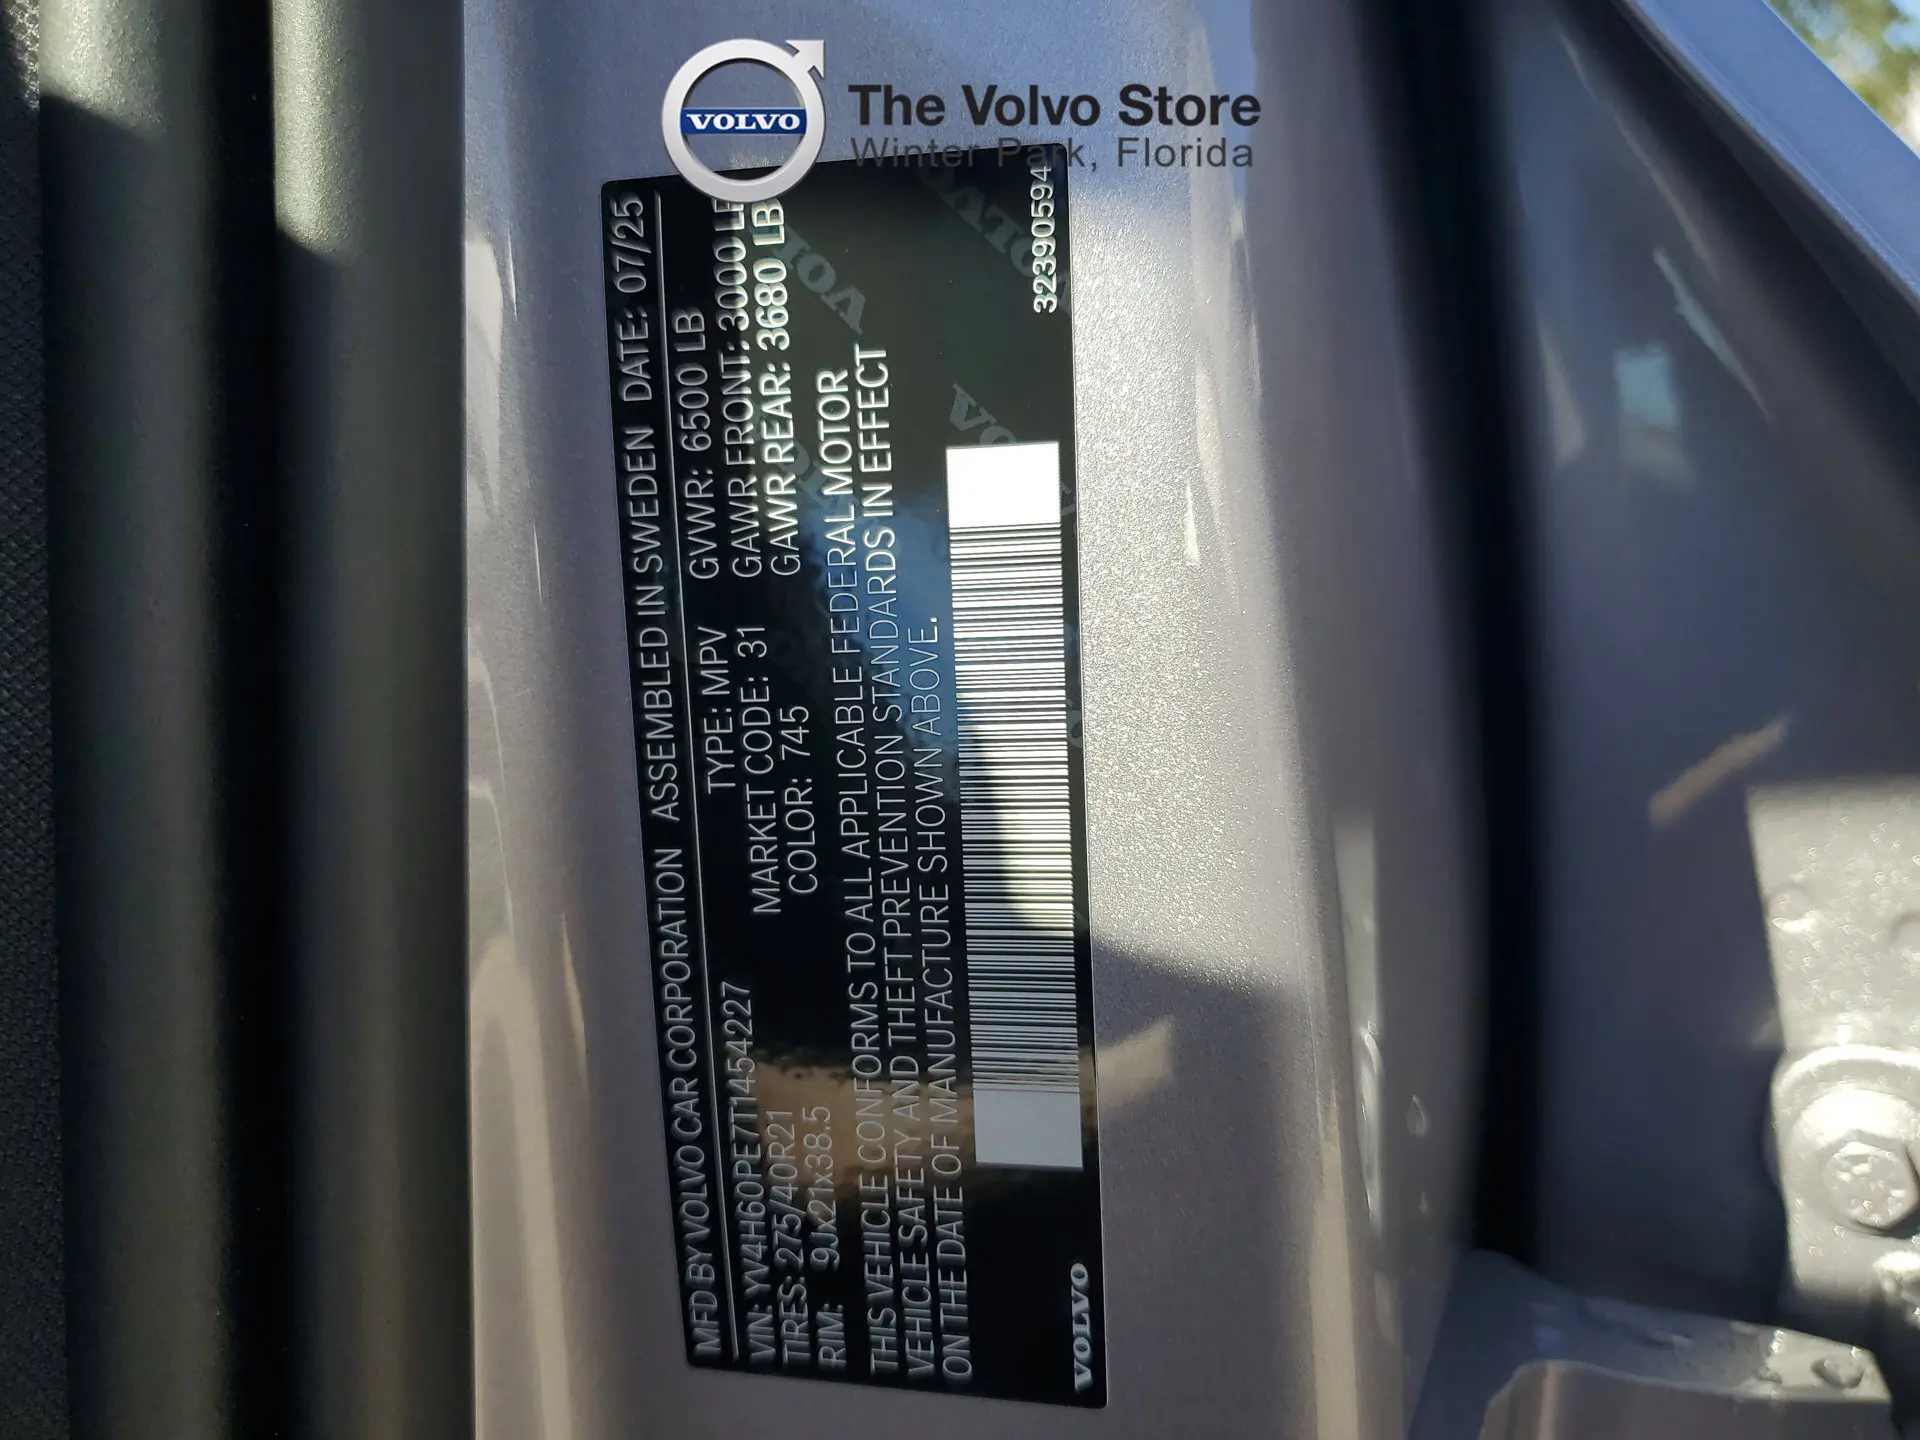 VOLVO
The Volvo Store
Winter Park, Florida
MFD BY VOLVO CAR CORPORATION ASSEMBLED IN SWEDEN DATE: 07/25
VIN: YV4H60PE7T1454227 TYPE: MPV GVWR: 6500 LB
TIRES: 275/40R21 MARKET CODE: 31 GAWR FRONT: 3000 LB
RIM: 9Jx21x38.5 COLOR: 745 GAWR REAR: 3680 LB
THIS VEHICLE CONFORMS TO ALL APPLICABLE FEDERAL MOTOR
VEHICLE SAFETY AND THEFT PREVENTION STANDARDS IN EFFECT
ON THE DATE OF MANUFACTURE SHOWN ABOVE.
VOLVO
32390594